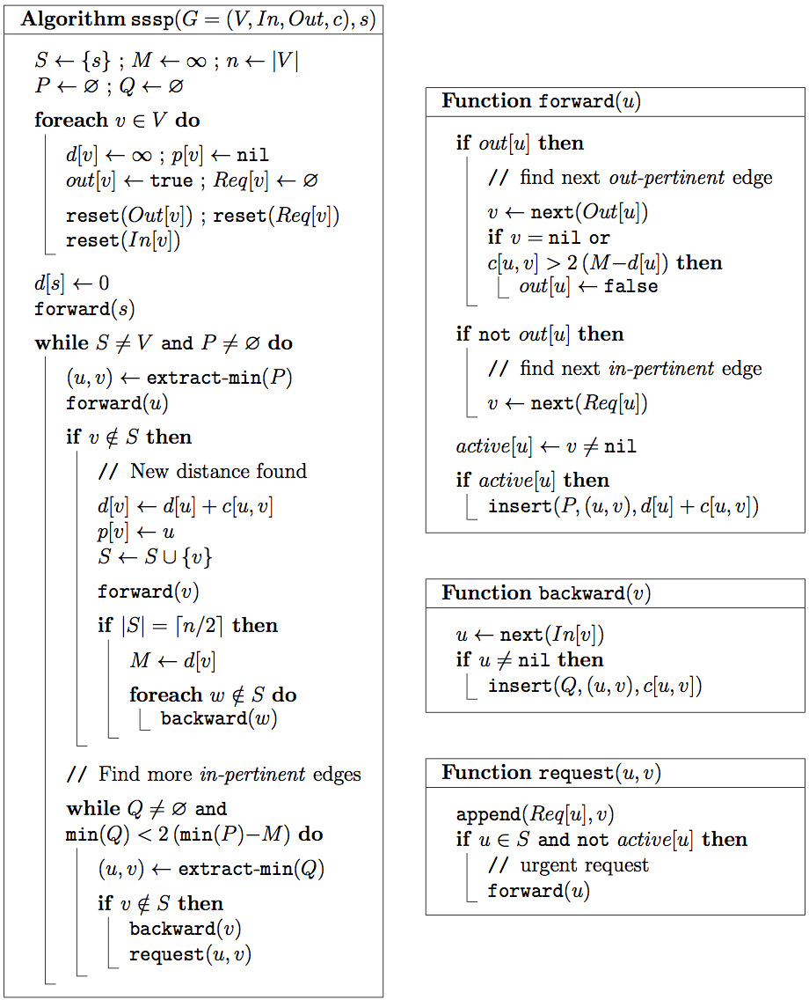 Algorithm sssp(G = (V, In, Out, c), s)
S ← {s} ; M ← ∞ ; n ← |V|
P ← ∅ ; Q ← ∅
foreach v ∈ V do
d[v] ← ∞ ; p[v] ← nil
out[v] ← true ; Req[v] ← ∅
reset(Out[v]) ; reset(Req[v])
reset(In[v])
d[s] ← 0
forward(s)
while S ≠ V and P ≠ ∅ do
(u, v) ← extract-min(P)
forward(u)
if v ∉ S then
// New distance found
d[v] ← d[u] + c[u, v]
p[v] ← u
S ← S ∪ {v}
forward(v)
if |S| = ⌈n/2⌉ then
M ← d[v]
foreach w ∉ S do
backward(w)
// Find more in-pertinent edges
while Q ≠ ∅ and
min(Q) < 2 (min(P)−M) do
(u, v) ← extract-min(Q)
if v ∉ S then
backward(v)
request(u, v)
Function forward(u)
if out[u] then
// find next out-pertinent edge
v ← next(Out[u])
if v = nil or
c[u, v] > 2 (M−d[u]) then
out[u] ← false
if not out[u] then
// find next in-pertinent edge
v ← next(Req[u])
active[u] ← v ≠ nil
if active[u] then
insert(P, (u, v), d[u] + c[u, v])
Function backward(v)
u ← next(In[v])
if u ≠ nil then
insert(Q, (u, v), c[u, v])
Function request(u, v)
append(Req[u], v)
if u ∈ S and not active[u] then
// urgent request
forward(u)